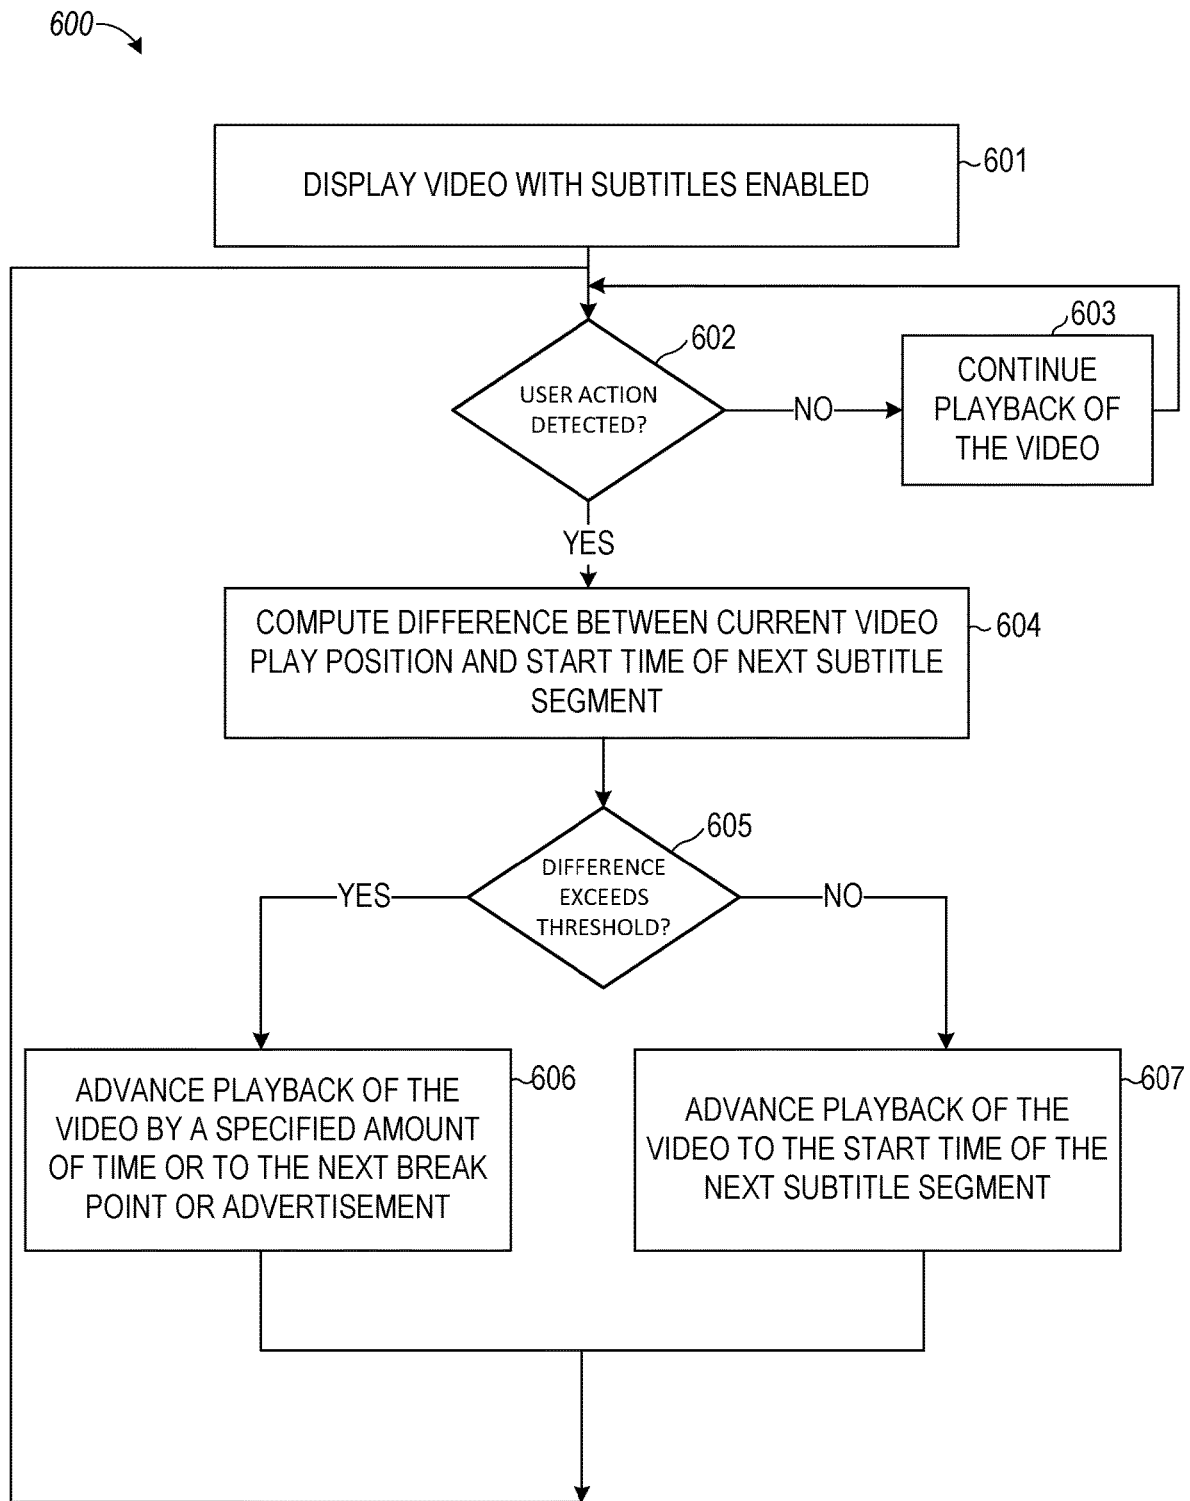 600
DISPLAY VIDEO WITH SUBTITLES ENABLED
601
602
USER ACTION
DETECTED?
NO
603
CONTINUE
PLAYBACK OF
THE VIDEO
YES
COMPUTE DIFFERENCE BETWEEN CURRENT VIDEO
PLAY POSITION AND START TIME OF NEXT SUBTITLE
SEGMENT
604
605
DIFFERENCE
EXCEEDS
THRESHOLD?
YES
NO
ADVANCE PLAYBACK OF THE
VIDEO BY A SPECIFIED AMOUNT
OF TIME OR TO THE NEXT BREAK
POINT OR ADVERTISEMENT
606
ADVANCE PLAYBACK OF THE
VIDEO TO THE START TIME OF THE
NEXT SUBTITLE SEGMENT
607